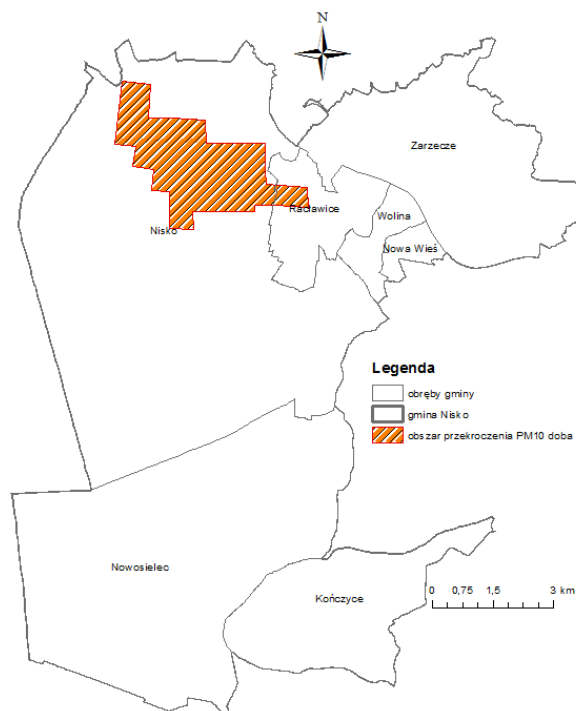 N
Zarzecze
Racławice
Wolina
Nisko
Nowa Wieś
Legenda
obręby gminy
gmina Nisko
obszar przekroczenia PM10 doba
Nowosielec
Kończyce
0 0,75 1,5 3 km